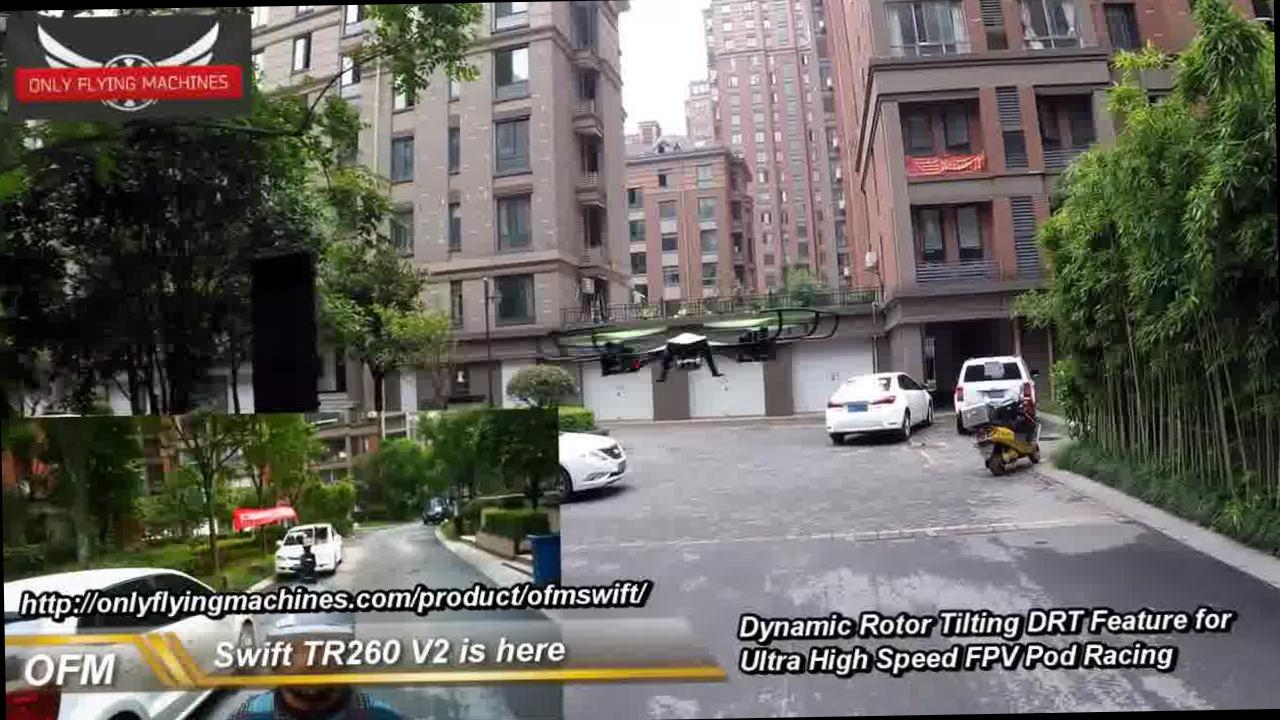 ONLY FLYING MACHINES
http://onlyflyingmachines.com/product/ofmswift/
OFM
Swift TR260 V2 is here
Dynamic Rotor Tilting DRT Feature for
Ultra High Speed FPV Pod Racing